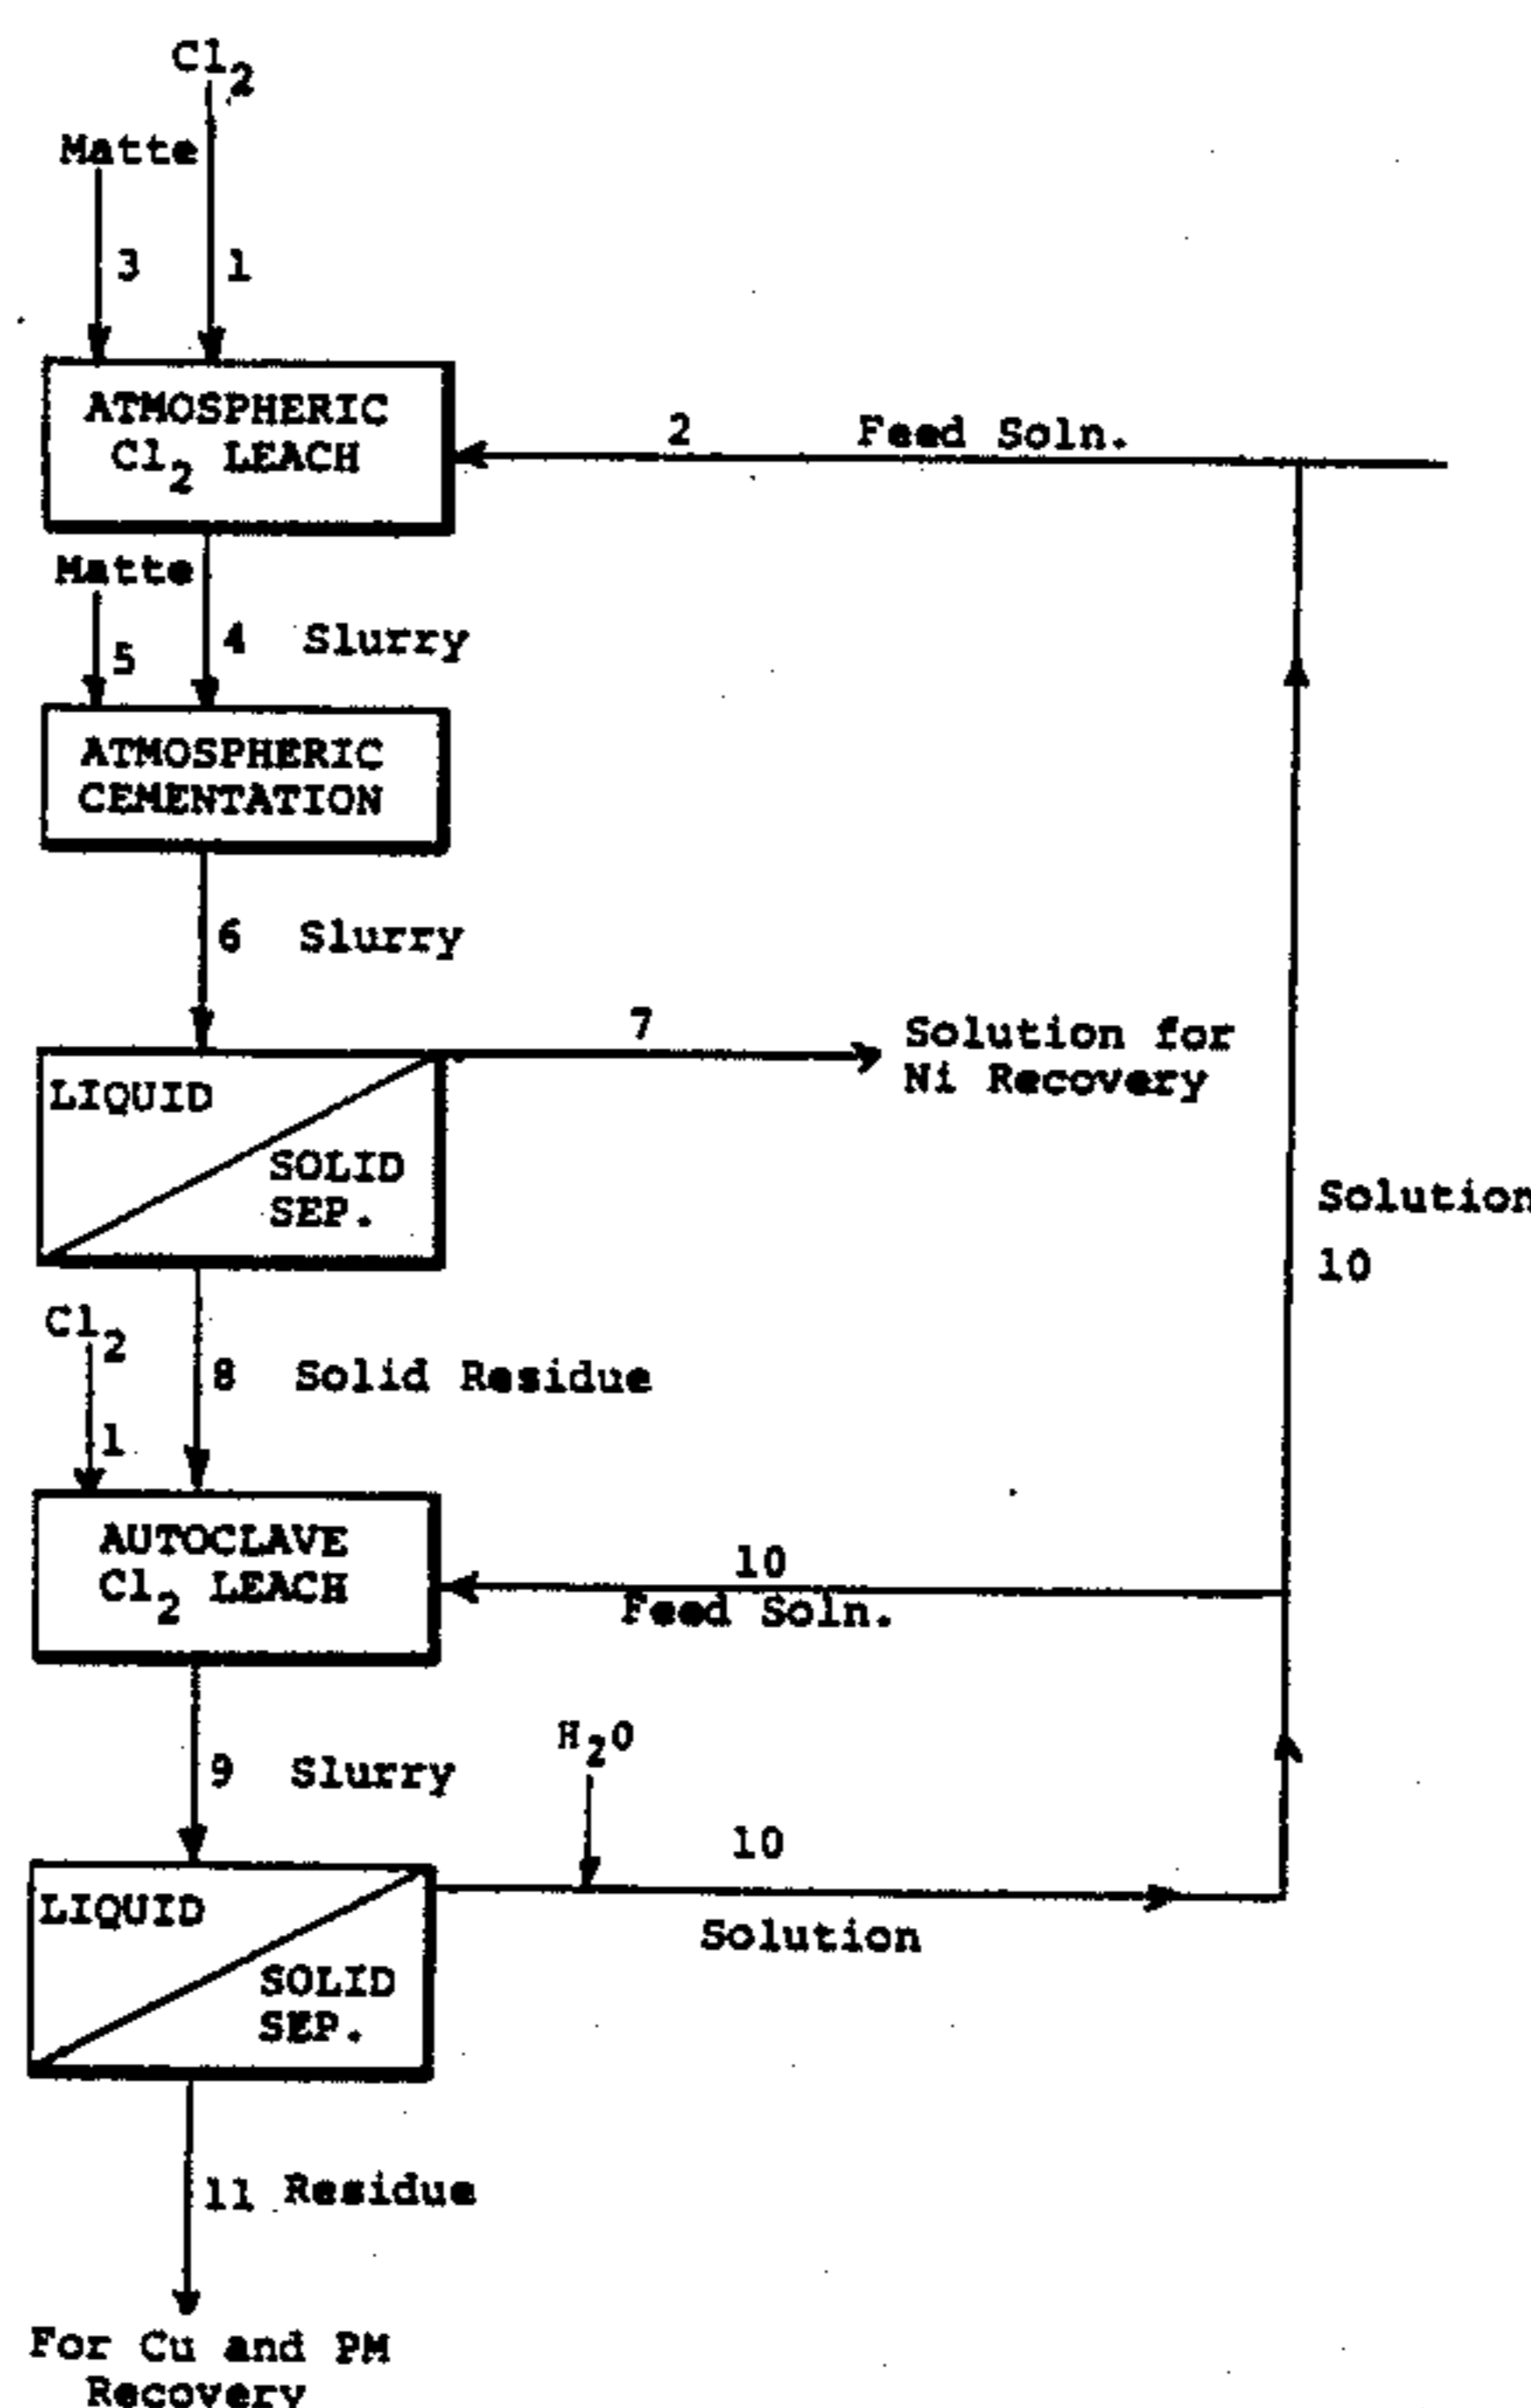 Cl2
Matte
3
1
ATMOSPHERIC
Cl2 LEACH
2 Feed Soln.
Matte
5
4 Slurry
ATMOSPHERIC
CEMENTATION
6 Slurry
7
Solution for
Ni Recovery
LIQUID
SOLID
SEP.
Solution
10
Cl2
8 Solid Residue
1
AUTOCLAVE
Cl2 LEACH
10
Feed Soln.
9 Slurry
H2O
10
Solution
LIQUID
SOLID
SEP.
11 Residue
For Cu and PM
Recovery